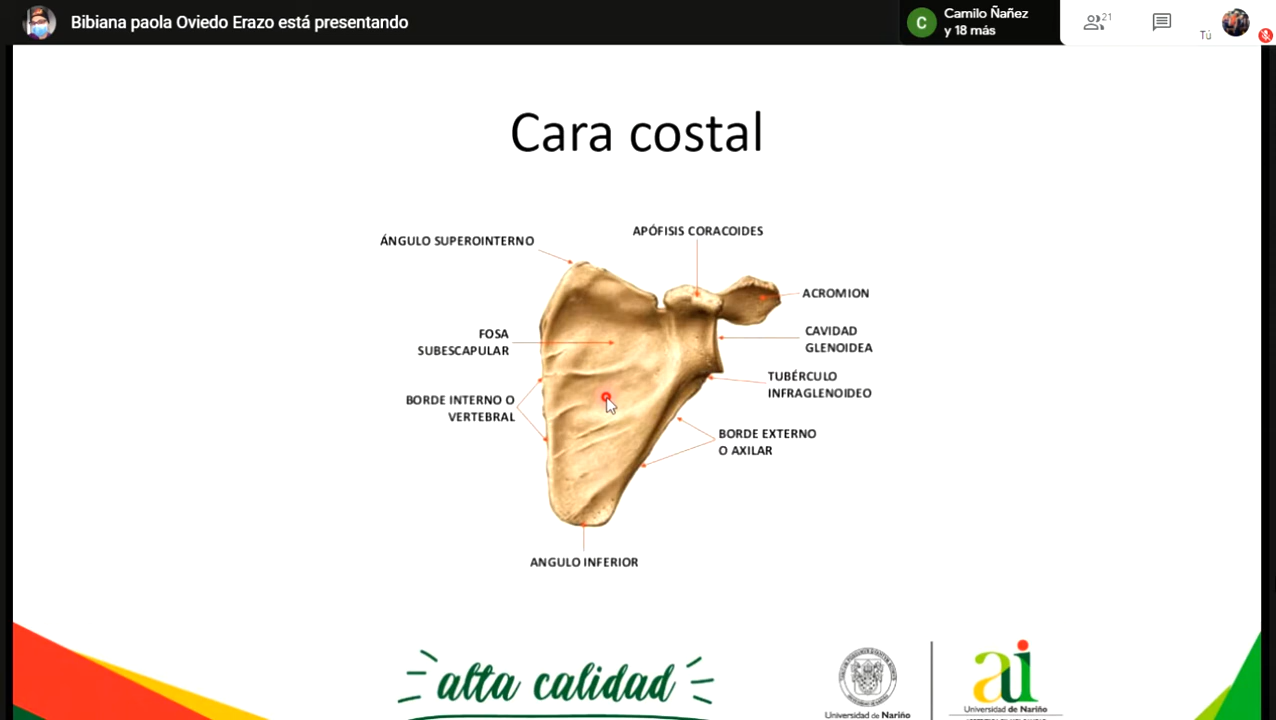 Bibiana paola Oviedo Erazo está presentando
C
Camilo Ñañez
y 18 más
21
Tú
Cara costal
ÁNGULO SUPEROINTERNO
APÓFISIS CORACOIDES
ACROMION
FOSA
SUBESCAPULAR
CAVIDAD
GLENOIDEA
TUBÉRCULO
INFRAGLENOIDEO
BORDE INTERNO O
VERTEBRAL
BORDE EXTERNO
O AXILAR
ANGULO INFERIOR
alta calidad
Universidad de Nariño
ai
Universidad de Nariño